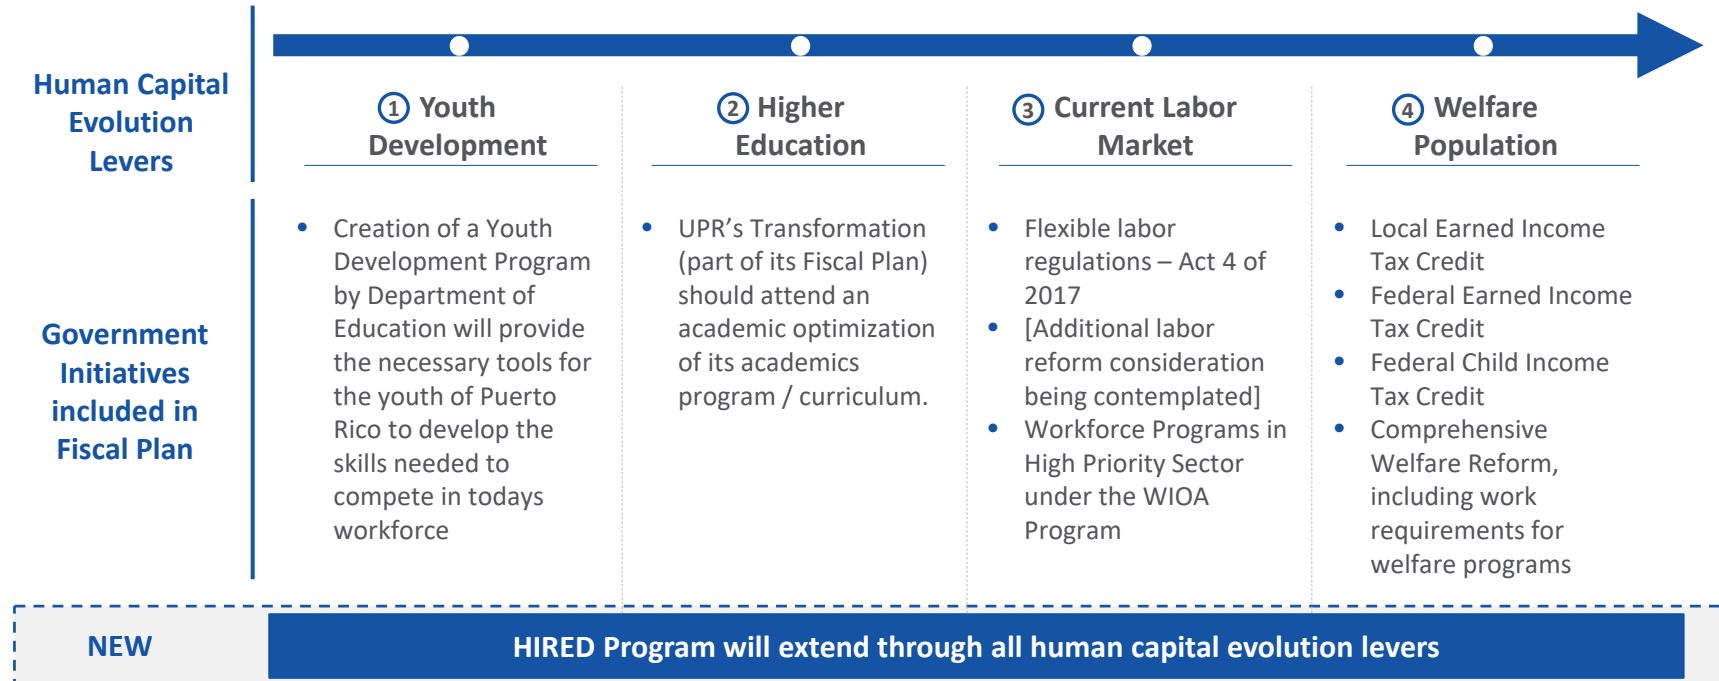 Human Capital
Evolution
Levers
1 Youth
Development
2 Higher
Education
3 Current Labor
Market
4 Welfare
Population
Government
Initiatives
included in
Fiscal Plan
• Creation of a Youth
Development Program
by Department of
Education will provide
the necessary tools for
the youth of Puerto
Rico to develop the
skills needed to
compete in todays
workforce
• UPR's Transformation
(part of its Fiscal Plan)
should attend an
academic optimization
of its academics
program / curriculum.
• Flexible labor
regulations – Act 4 of
2017
• [Additional labor
reform consideration
being contemplated]
• Workforce Programs in
High Priority Sector
under the WIOA
Program
• Local Earned Income
Tax Credit
• Federal Earned Income
Tax Credit
• Federal Child Income
Tax Credit
• Comprehensive
Welfare Reform,
including work
requirements for
welfare programs
NEW
HIRED Program will extend through all human capital evolution levers